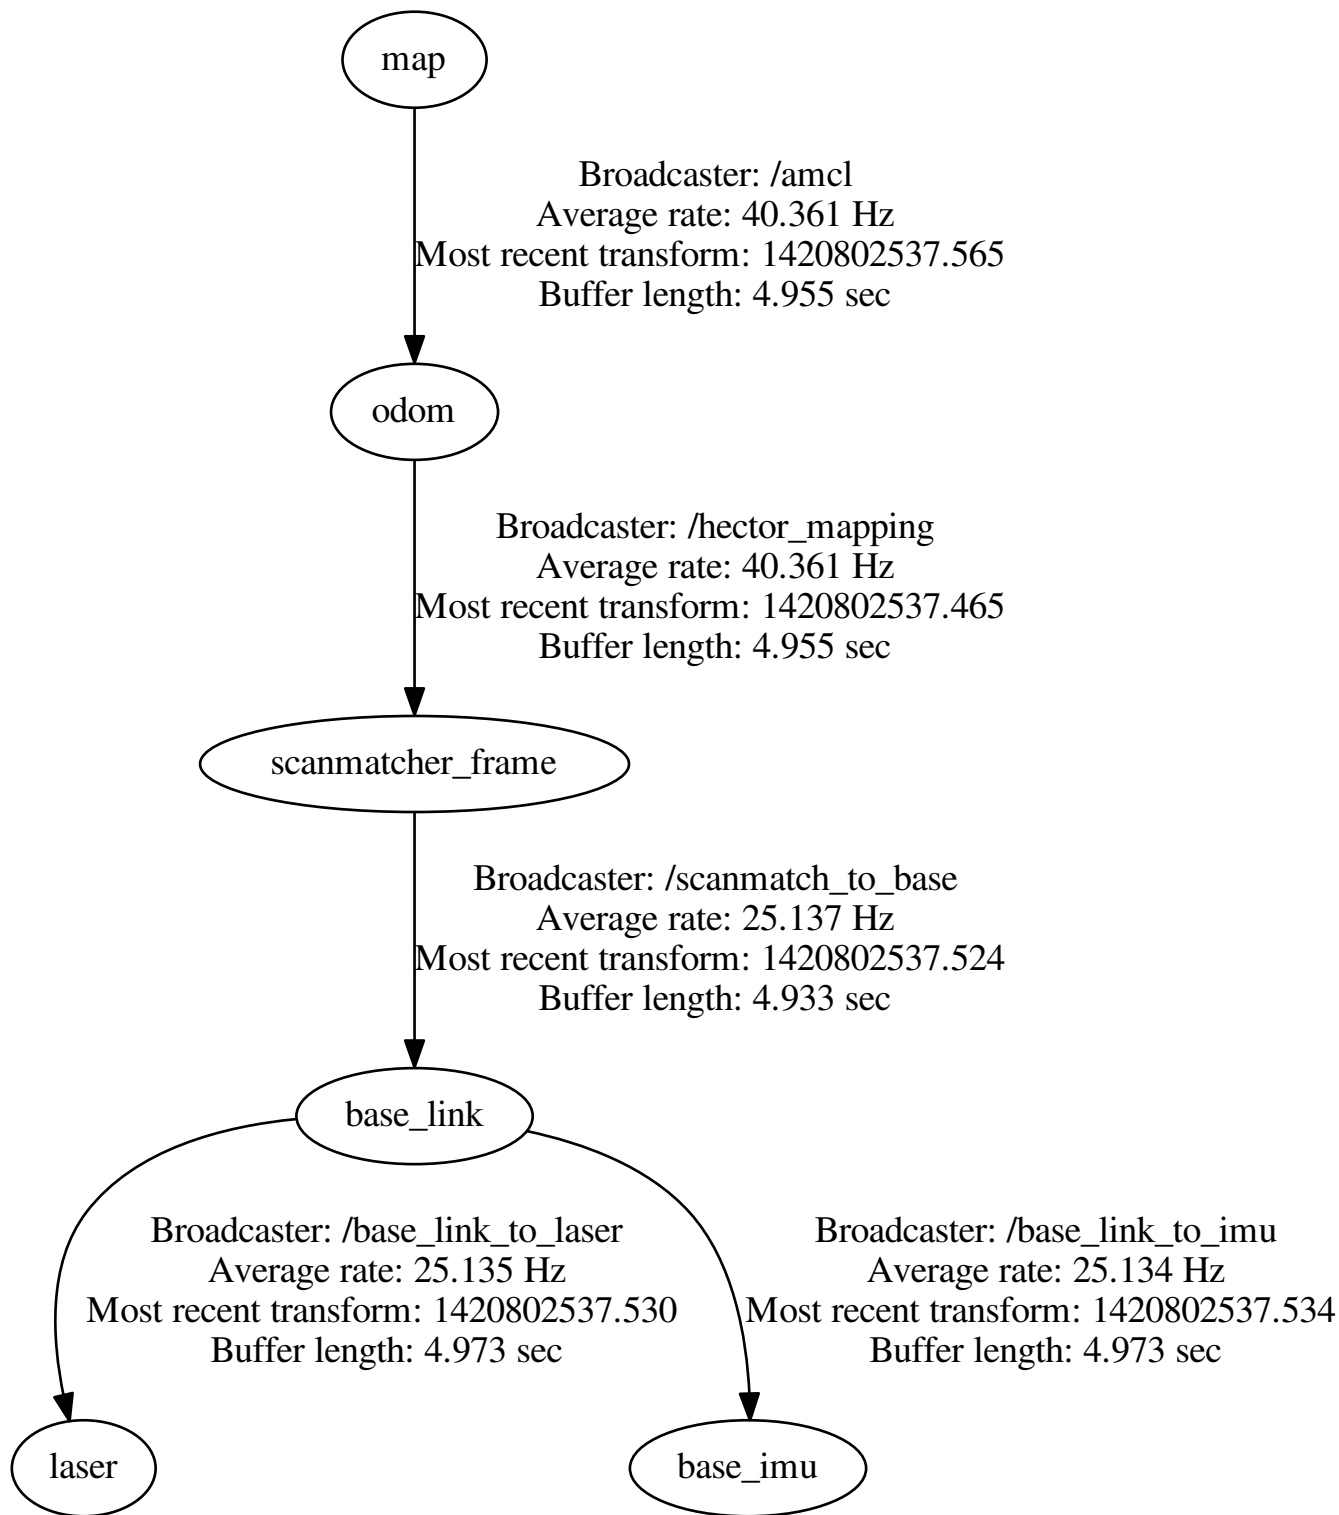 map
Broadcaster: /amcl
Average rate: 40.361 Hz
Most recent transform: 1420802537.565
Buffer length: 4.955 sec
odom
Broadcaster: /hector_mapping
Average rate: 40.361 Hz
Most recent transform: 1420802537.465
Buffer length: 4.955 sec
scanmatcher_frame
Broadcaster: /scanmatch_to_base
Average rate: 25.137 Hz
Most recent transform: 1420802537.524
Buffer length: 4.933 sec
base_link
Broadcaster: /base_link_to_laser
Average rate: 25.135 Hz
Most recent transform: 1420802537.530
Buffer length: 4.973 sec
Broadcaster: /base_link_to_imu
Average rate: 25.134 Hz
Most recent transform: 1420802537.534
Buffer length: 4.973 sec
laser
base_imu